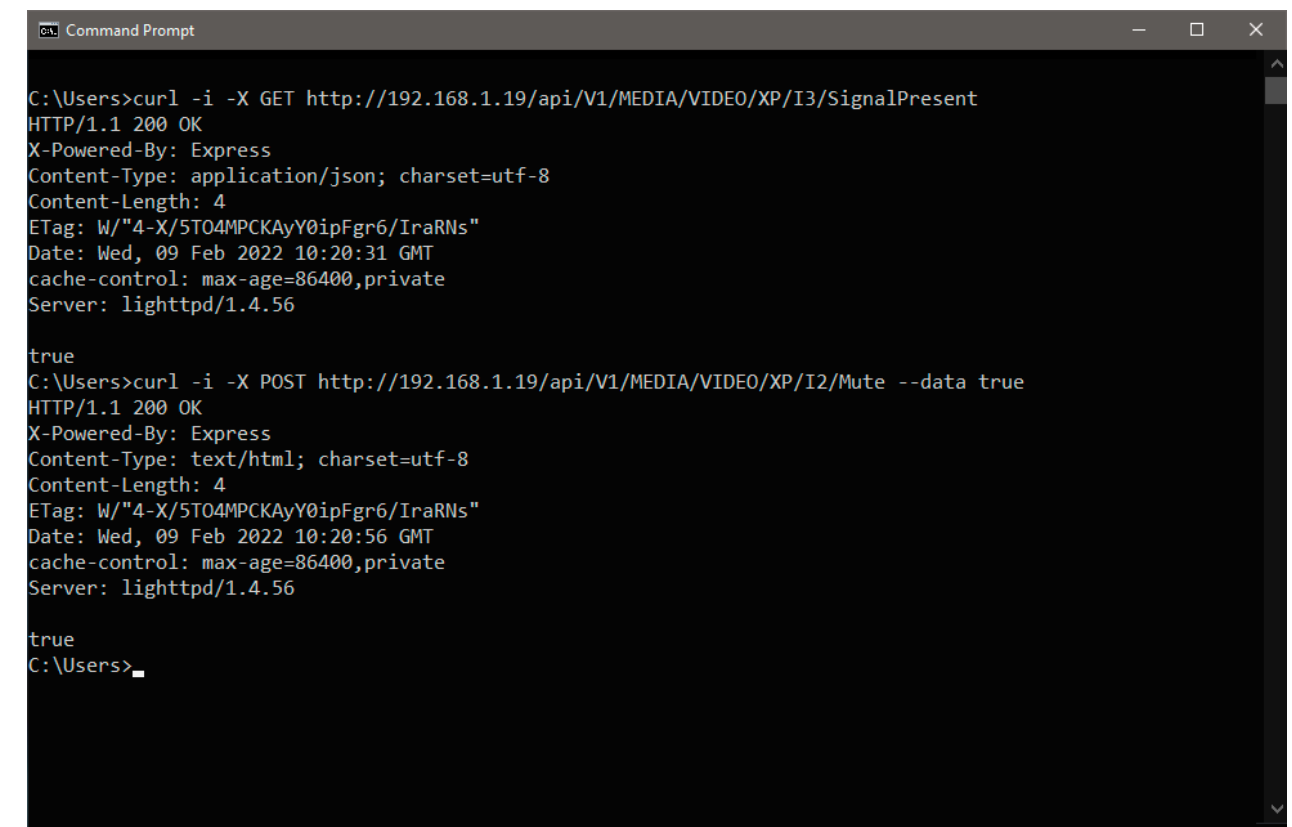 Command Prompt
C:\Users>curl -i -X GET http://192.168.1.19/api/V1/MEDIA/VIDEO/XP/I3/SignalPresent
HTTP/1.1 200 OK
X-Powered-By: Express
Content-Type: application/json; charset=utf-8
Content-Length: 4
ETag: W/"4-X/5TO4MPCKAyY0ipFgr6/IraRNs"
Date: Wed, 09 Feb 2022 10:20:31 GMT
cache-control: max-age=86400,private
Server: lighttpd/1.4.56
true
C:\Users>curl -i -X POST http://192.168.1.19/api/V1/MEDIA/VIDEO/XP/I2/Mute --data true
HTTP/1.1 200 OK
X-Powered-By: Express
Content-Type: text/html; charset=utf-8
Content-Length: 4
ETag: W/"4-X/5TO4MPCKAyY0ipFgr6/IraRNs"
Date: Wed, 09 Feb 2022 10:20:56 GMT
cache-control: max-age=86400,private
Server: lighttpd/1.4.56
true
C:\Users>